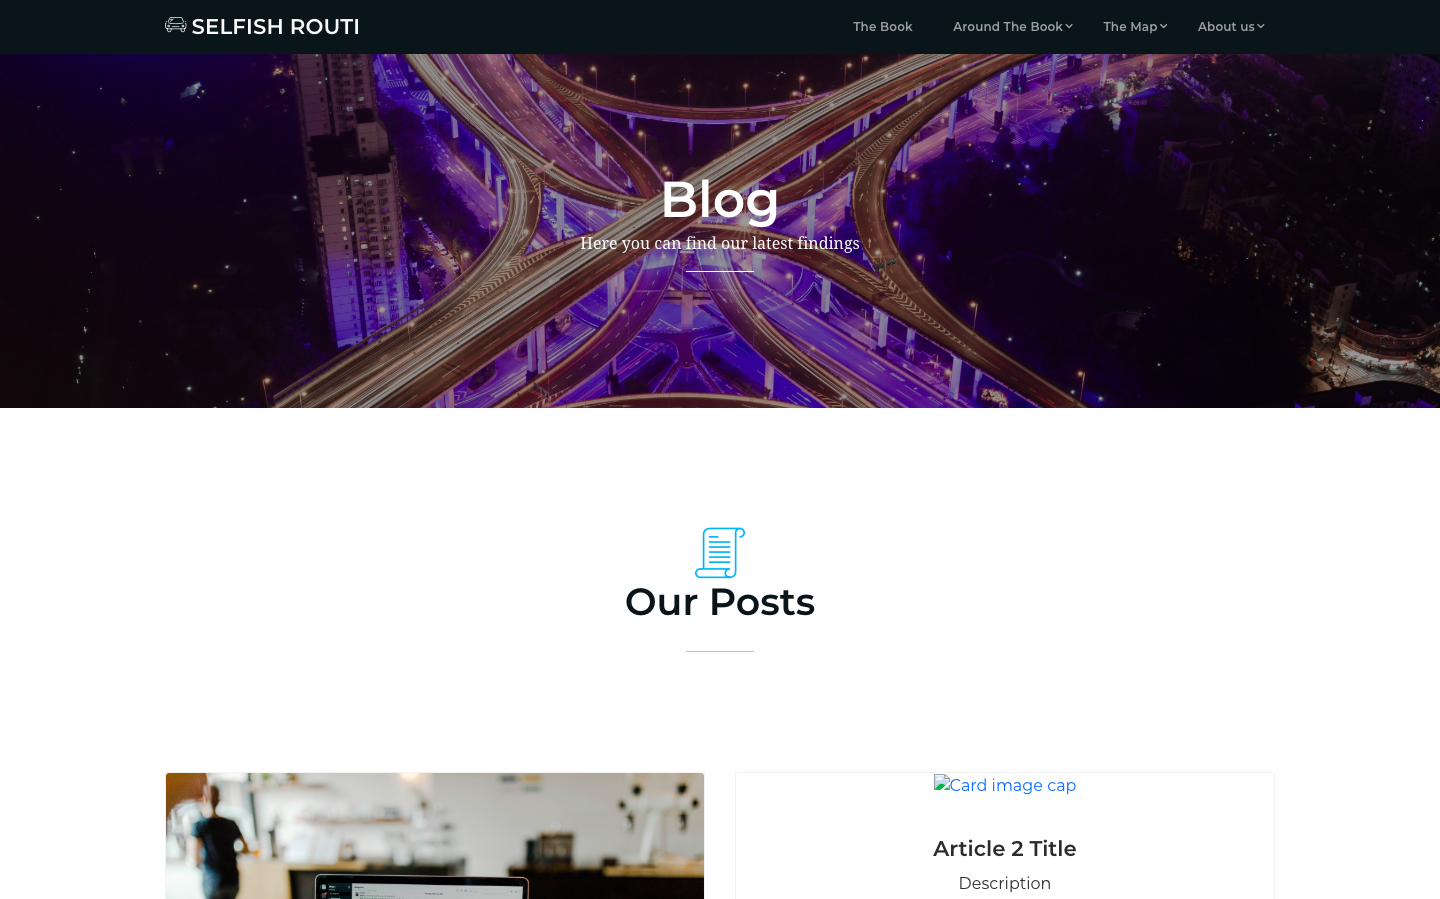 SELFISH ROUTI
The Book
Around The Book
The Map
About us
Blog
Here you can find our latest findings
Our Posts
Card image cap
Article 2 Title
Description